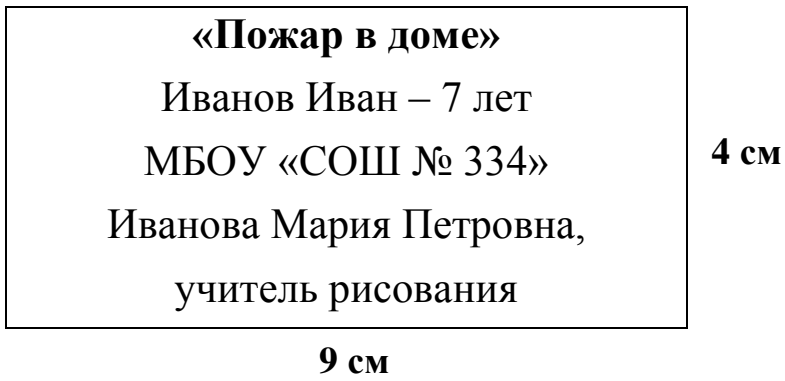 «Пожар в доме»
Иванов Иван – 7 лет
МБОУ «СОШ № 334»
Иванова Мария Петровна,
учитель рисования
4 см
9 см